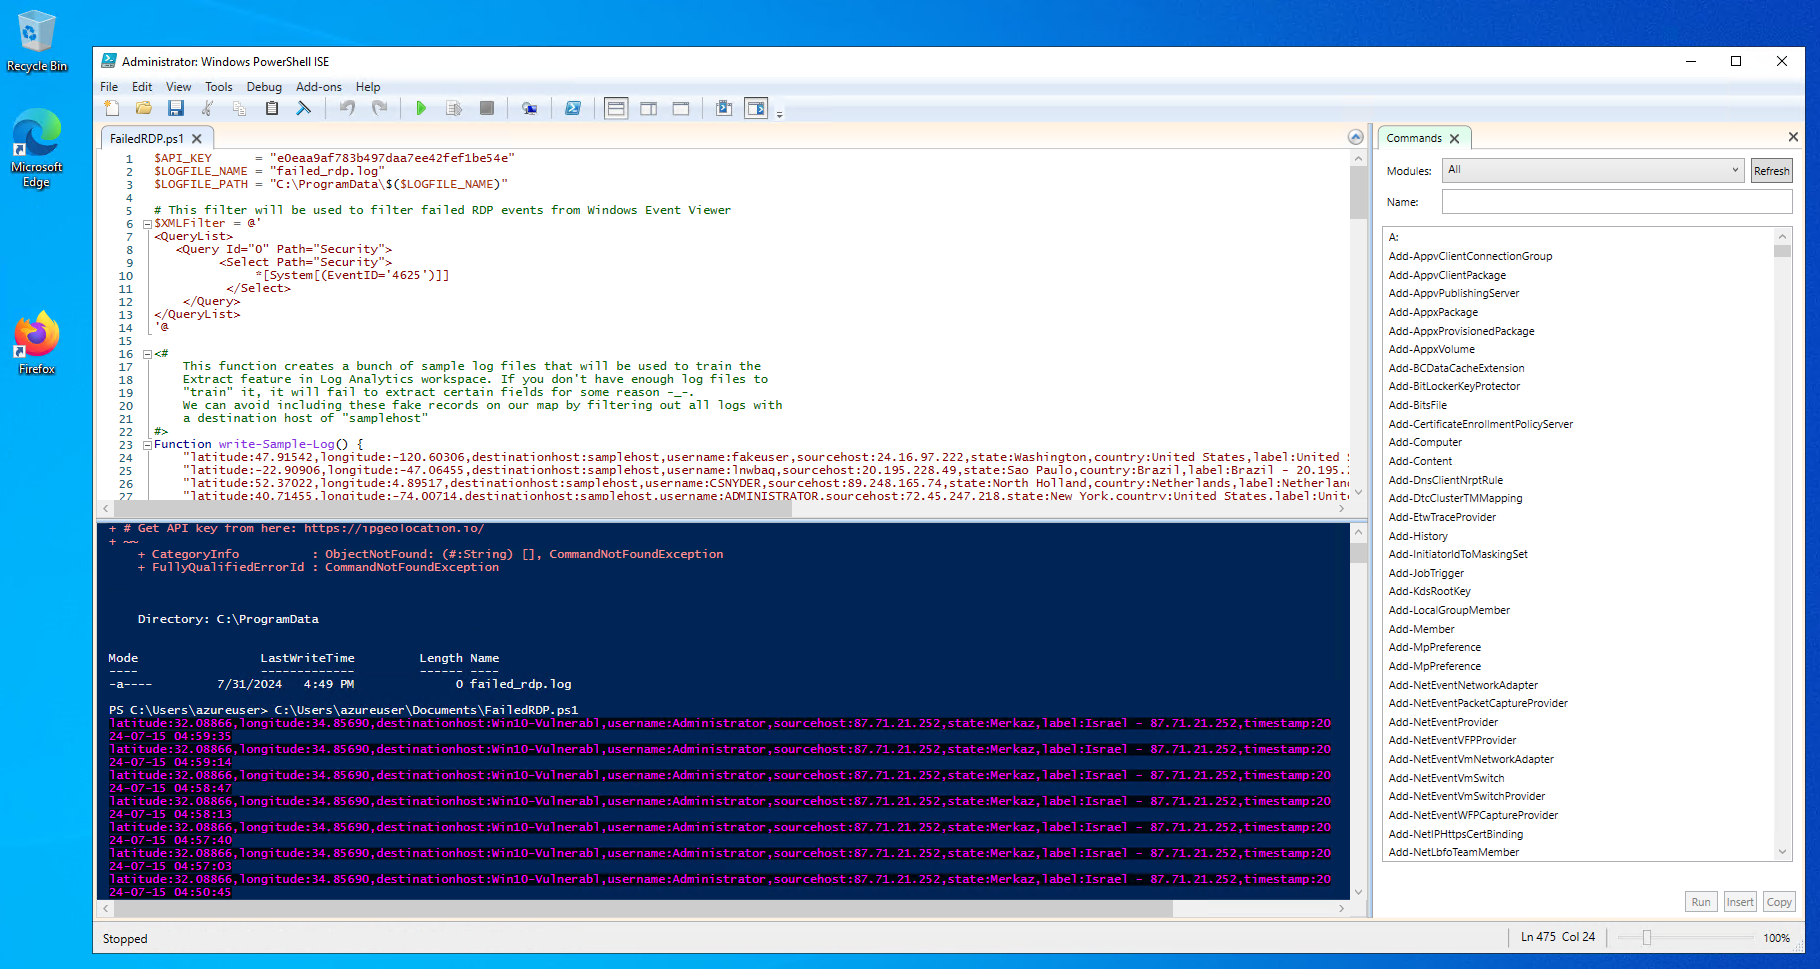 Recycle Bin
Microsoft
Edge
Firefox
Administrator: Windows PowerShell ISE
File Edit View Tools Debug Add-ons Help
FailedRDP.ps1
1 $API_KEY      = "e0eaa9af783b497daa7ee42fef1be54e"
2 $LOGFILE_NAME = "failed_rdp.log"
3 $LOGFILE_PATH = "C:\ProgramData\$($LOGFILE_NAME)"
4
5 # This filter will be used to filter failed RDP events from Windows Event Viewer
6 $XMLFilter = @'
7 <QueryList>
8 <Query Id="0" Path="Security">
9 <Select Path="Security">
10 *[System[(EventID='4625')]]
11 </Select>
12 </Query>
13 </QueryList>
14 '@
15
16 <#
17 This function creates a bunch of sample log files that will be used to train the
18 Extract feature in Log Analytics workspace. If you don't have enough log files to
19 "train" it, it will fail to extract certain fields for some reason -_-.
20 We can avoid including these fake records on our map by filtering out all logs with
21 a destination host of "samplehost"
22 #>
23 Function write-Sample-Log() {
24 "latitude:47.91542,longitude:-120.60306,destinationhost:samplehost,username:fakeuser,sourcehost:24.16.97.222,state:Washington,country:United States,label:United S
25 "latitude:-22.90906,longitude:-47.06455,destinationhost:samplehost,username:lnwbaq,sourcehost:20.195.228.49,state:Sao Paulo,country:Brazil,label:Brazil - 20.195.2
26 "latitude:52.37022,longitude:4.89517,destinationhost:samplehost,username:CSNYDER,sourcehost:89.248.165.74,state:North Holland,country:Netherlands,label:Netherlan
27 "latitude:40.71455,longitude:-74.00714,destinationhost:samplehost,username:ADMINISTRATOR,sourcehost:72.45.247.218,state:New York,country:United States,label:Unit
+ # Get API key from here: https://ipgeolocation.io/
+ ~~
+ CategoryInfo          : ObjectNotFound: (#:String) [], CommandNotFoundException
+ FullyQualifiedErrorId : CommandNotFoundException
Directory: C:\ProgramData
Mode LastWriteTime Length Name
---- ------------- ------ ----
-a---- 7/31/2024 4:49 PM 0 failed_rdp.log
PS C:\Users\azureuser> C:\Users\azureuser\Documents\FailedRDP.ps1
latitude:32.08866,longitude:34.85690,destinationhost:Win10-Vulnerabl,username:Administrator,sourcehost:87.71.21.252,state:Merkaz,label:Israel - 87.71.21.252,timestamp:20
24-07-15 04:59:35
latitude:32.08866,longitude:34.85690,destinationhost:Win10-Vulnerabl,username:Administrator,sourcehost:87.71.21.252,state:Merkaz,label:Israel - 87.71.21.252,timestamp:20
24-07-15 04:59:14
latitude:32.08866,longitude:34.85690,destinationhost:Win10-Vulnerabl,username:Administrator,sourcehost:87.71.21.252,state:Merkaz,label:Israel - 87.71.21.252,timestamp:20
24-07-15 04:58:47
latitude:32.08866,longitude:34.85690,destinationhost:Win10-Vulnerabl,username:Administrator,sourcehost:87.71.21.252,state:Merkaz,label:Israel - 87.71.21.252,timestamp:20
24-07-15 04:58:13
latitude:32.08866,longitude:34.85690,destinationhost:Win10-Vulnerabl,username:Administrator,sourcehost:87.71.21.252,state:Merkaz,label:Israel - 87.71.21.252,timestamp:20
24-07-15 04:57:40
latitude:32.08866,longitude:34.85690,destinationhost:Win10-Vulnerabl,username:Administrator,sourcehost:87.71.21.252,state:Merkaz,label:Israel - 87.71.21.252,timestamp:20
24-07-15 04:57:03
latitude:32.08866,longitude:34.85690,destinationhost:Win10-Vulnerabl,username:Administrator,sourcehost:87.71.21.252,state:Merkaz,label:Israel - 87.71.21.252,timestamp:20
24-07-15 04:50:45
Commands
Modules: All Refresh
Name:
A:
Add-AppvClientConnectionGroup
Add-AppvClientPackage
Add-AppvPublishingServer
Add-AppxPackage
Add-AppxProvisionedPackage
Add-AppxVolume
Add-BCDataCacheExtension
Add-BitLockerKeyProtector
Add-BitsFile
Add-CertificateEnrollmentPolicyServer
Add-Computer
Add-Content
Add-DnsClientNrptRule
Add-DtcClusterTMMapping
Add-EtwTraceProvider
Add-History
Add-InitiatorIdToMaskingSet
Add-JobTrigger
Add-KdsRootKey
Add-LocalGroupMember
Add-Member
Add-MpPreference
Add-MpPreference
Add-NetEventNetworkAdapter
Add-NetEventPacketCaptureProvider
Add-NetEventProvider
Add-NetEventVFPProvider
Add-NetEventVmNetworkAdapter
Add-NetEventVmSwitch
Add-NetEventVmSwitchProvider
Add-NetEventWFPCaptureProvider
Add-NetIPHttpsCertBinding
Add-NetLbfoTeamMember
Run Insert Copy
Stopped
Ln 475 Col 24
100%